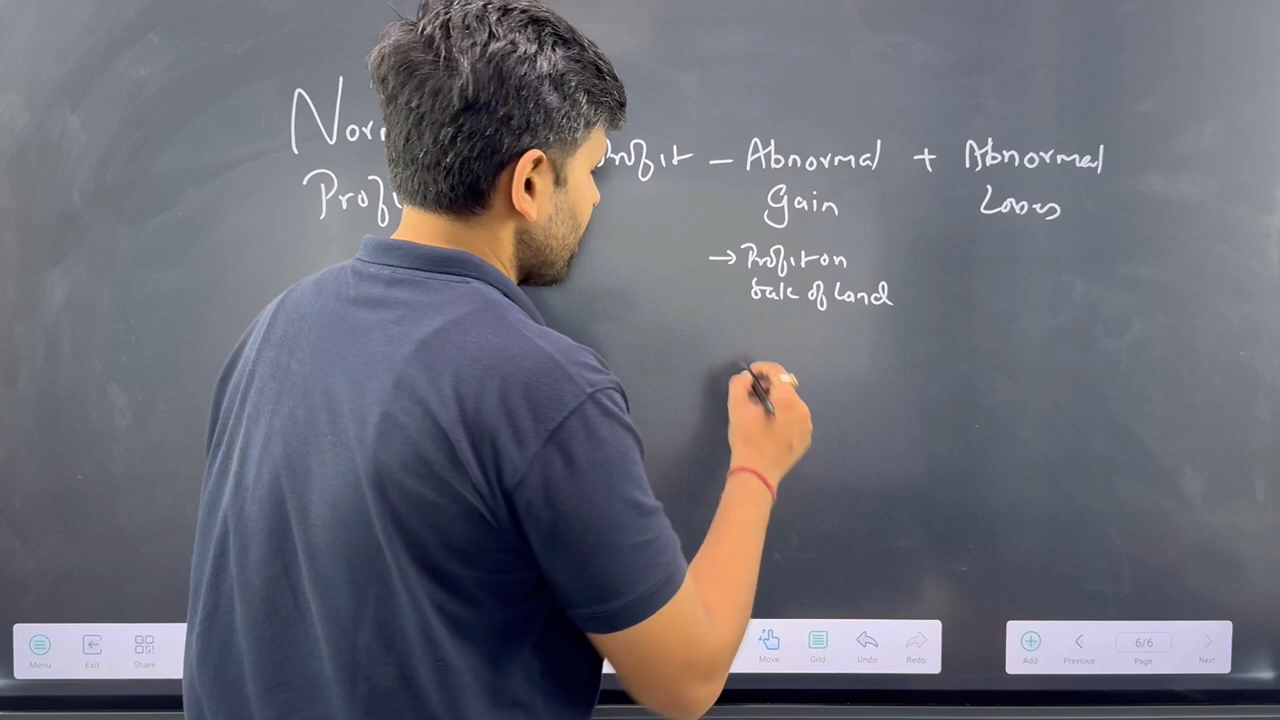 Nor
Profit - Abnormal + Abnormal
Profi
Gain
Losses
→ Profit on
Sale of Land
Menu Exit Share Move Grid Undo Redo Add Previous 6/6 Page Next